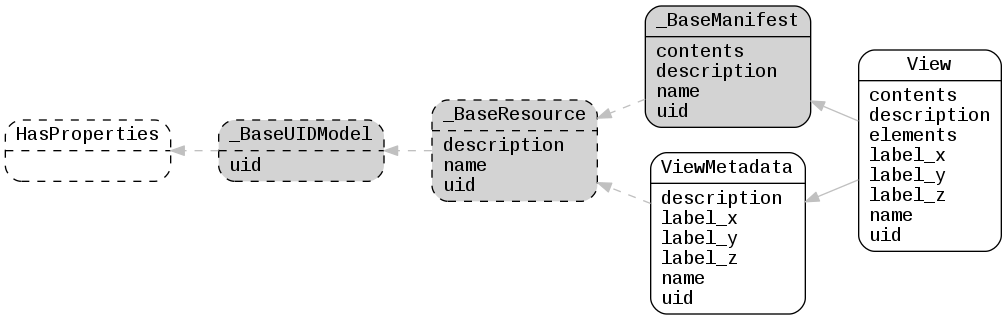 HasProperties
_BaseUIDModel
uid
_BaseResource
description
name
uid
_BaseManifest
contents
description
name
uid
ViewMetadata
description
label_x
label_y
label_z
name
uid
View
contents
description
elements
label_x
label_y
label_z
name
uid